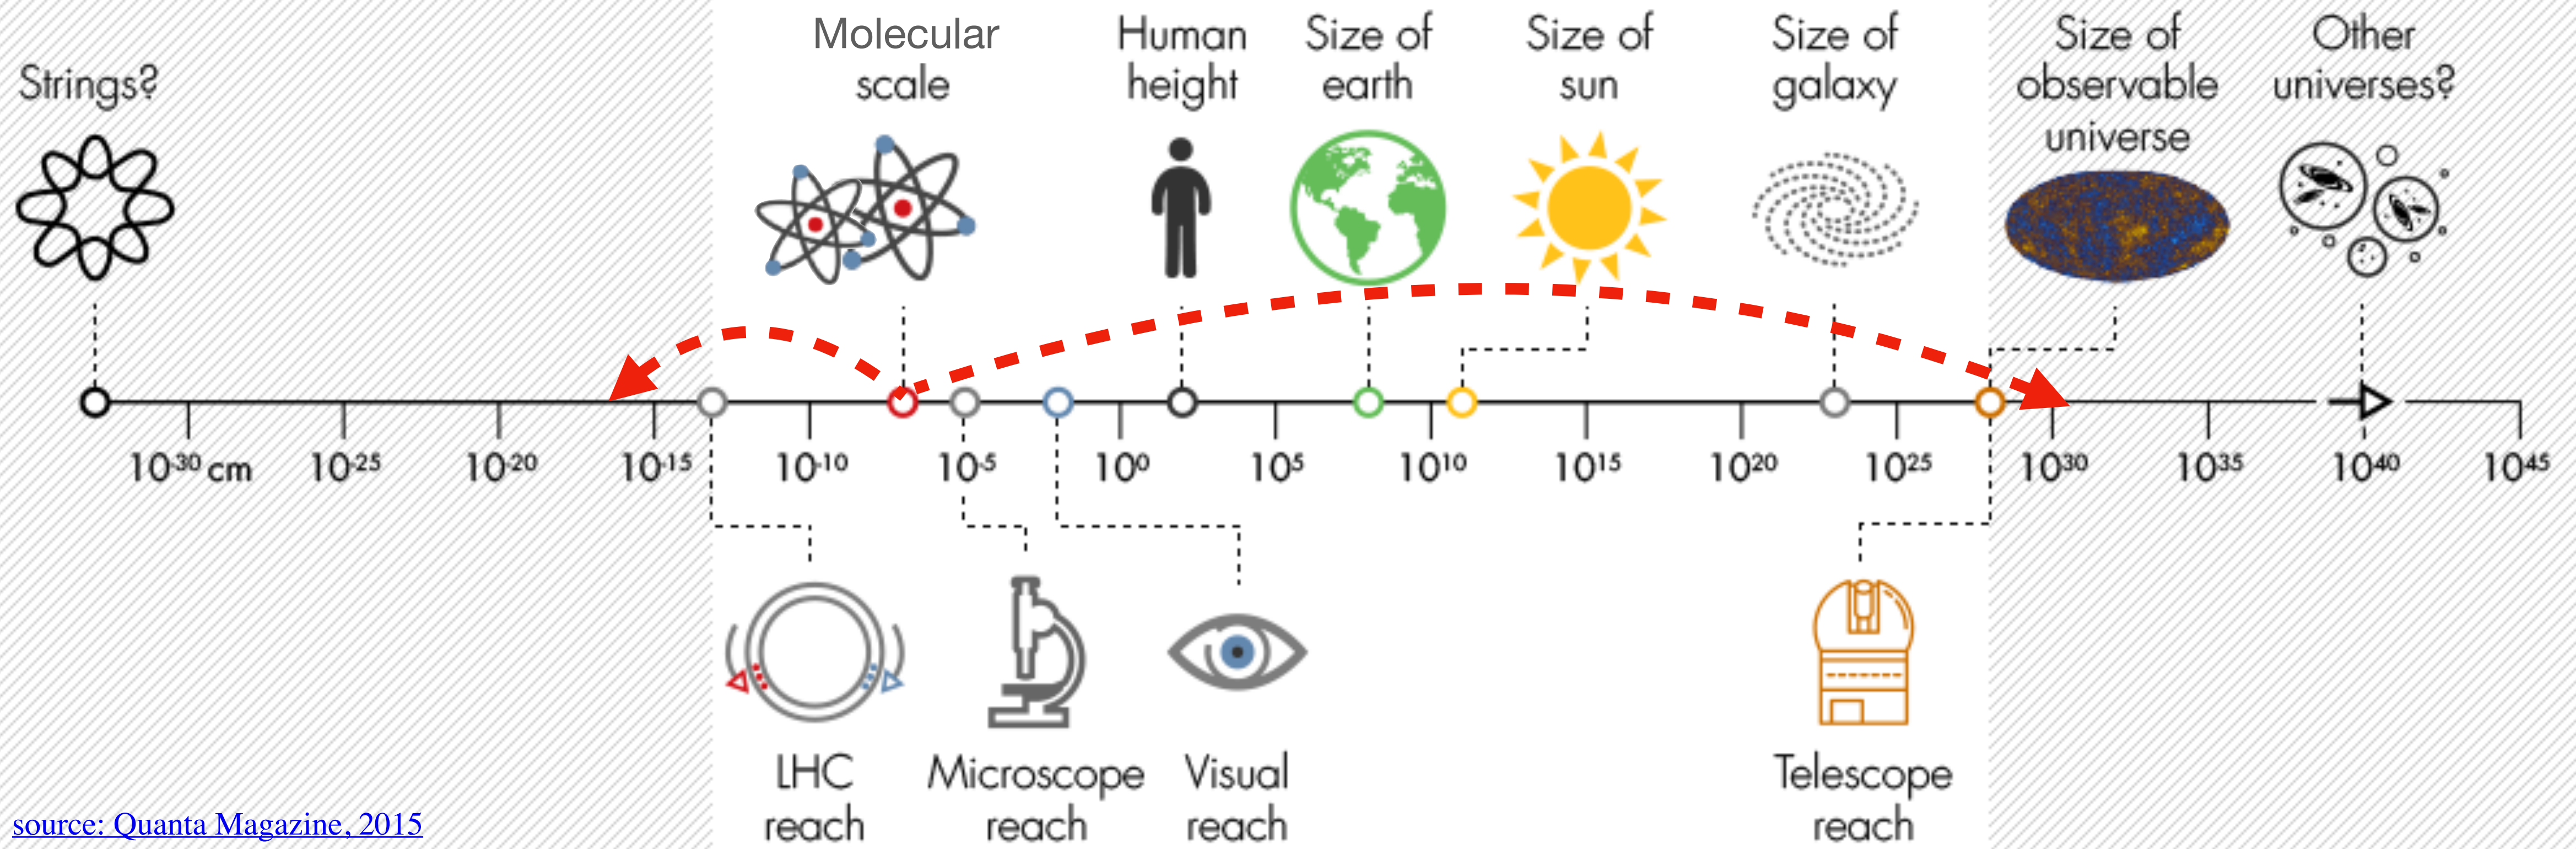 Strings?
Molecular
scale
Human
height
Size of
earth
Size of
sun
Size of
galaxy
Size of
observable
universe
Other
universes?
10⁻³⁰ cm
10⁻²⁵
10⁻²⁰
10⁻¹⁵
10⁻¹⁰
10⁻⁵
10⁰
10⁵
10¹⁰
10¹⁵
10²⁰
10²⁵
10³⁰
10³⁵
10⁴⁰
10⁴⁵
LHC
reach
Microscope
reach
Visual
reach
Telescope
reach
source: Quanta Magazine, 2015